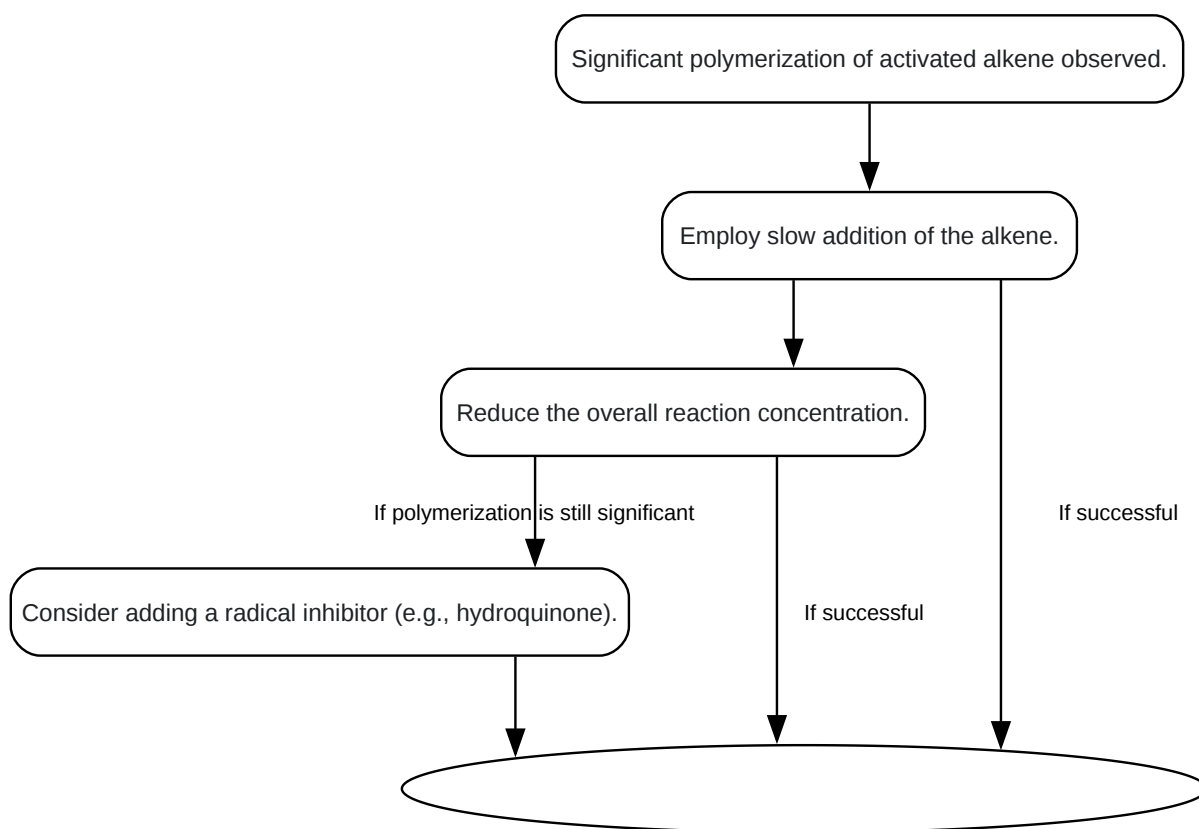 Significant polymerization of activated alkene observed.
Employ slow addition of the alkene.
Reduce the overall reaction concentration.
If polymerization is still significant
If successful
Consider adding a radical inhibitor (e.g., hydroquinone).
If successful